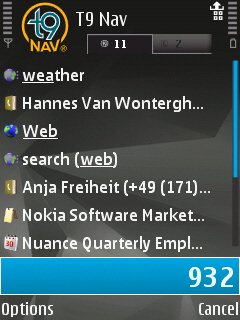 t9
NAV®
T9 Nav
11
2
weather
Hannes Van Wontergh...
Web
search (web)
Anja Freiheit (+49 (171)...
Nokia Software Market...
31
Nuance Quarterly Empl...
932
Options
Cancel